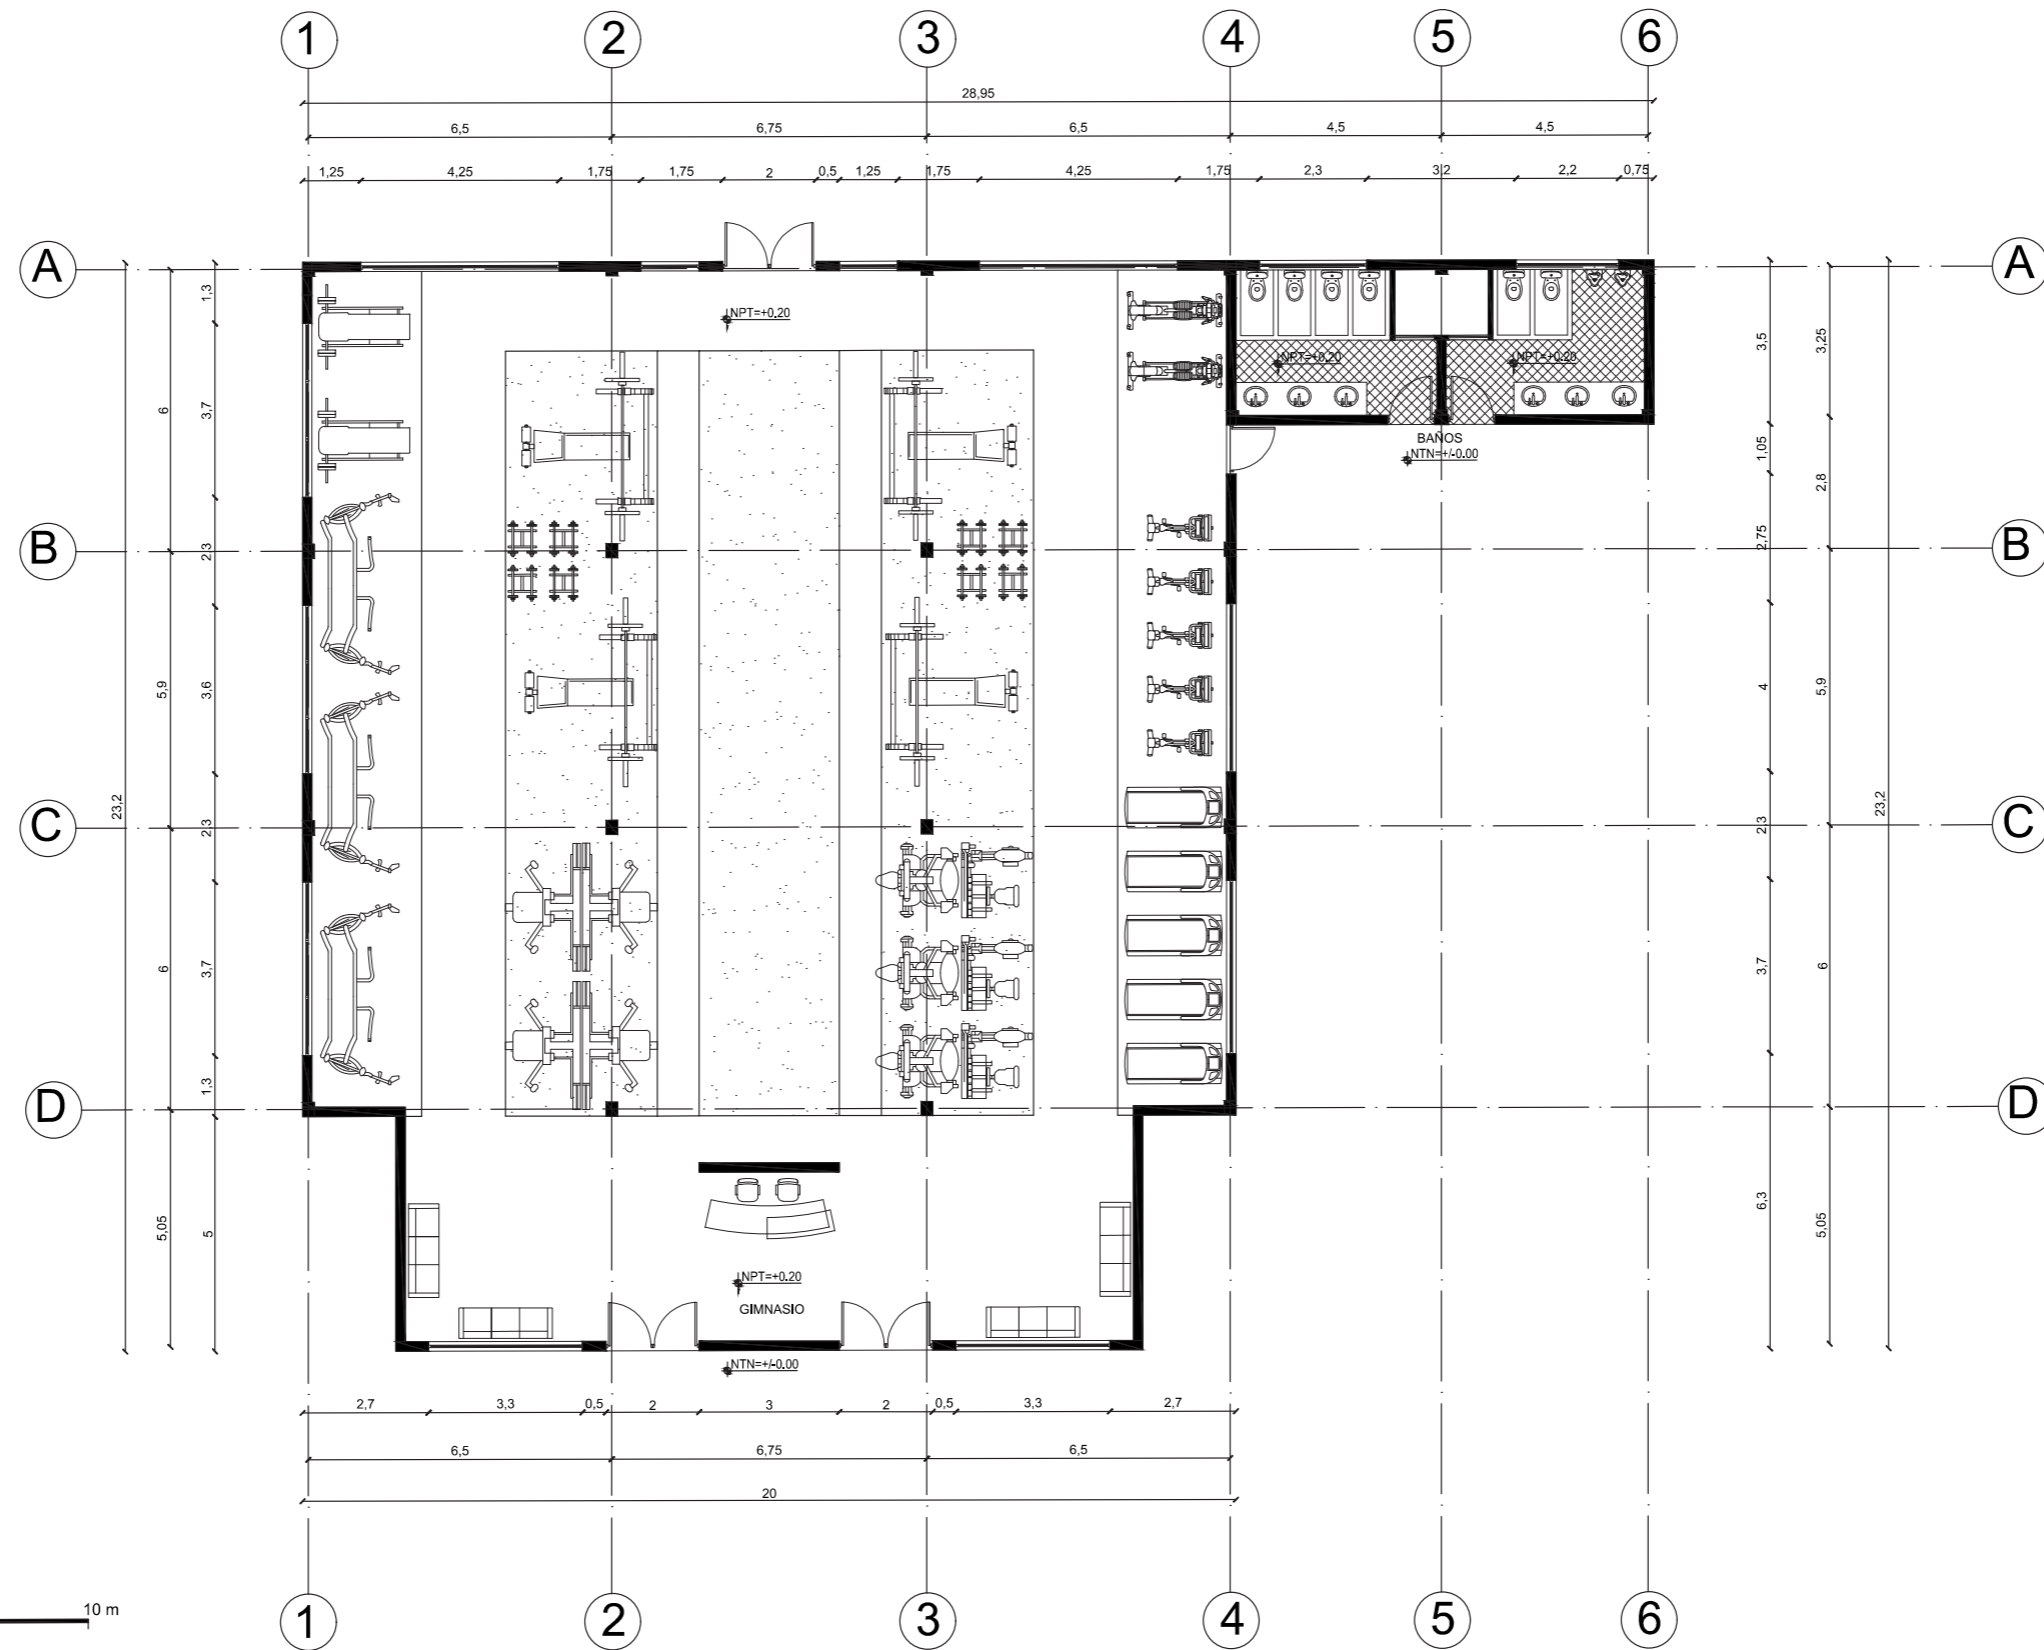 1 2 3 4 5 6
28,95
6,5 6,75 6,5 4,5 4,5
1,25 4,25 1,75 1,75 2 0,5 1,25 1,75 4,25 1,75 2,3 3,2 2,2 0,75
A A
1,3 3,5 3,25
NPT=+0.20
NPT=+0.20 NPT=+0.20
6 3,7
BAÑOS
NTN=+/-0.00
1,05 2,8
B B
2,3 2,75
5,9 3,6 4 5,9
23,2 23,2
C C
2,3 2,3
6 3,7 3,7 6
1,3
D D
5,05 5 6,3 5,05
NPT=+0.20
GIMNASIO
NTN=+/-0.00
2,7 3,3 0,5 2 3 2 0,5 3,3 2,7
6,5 6,75 6,5
20
10 m
1 2 3 4 5 6